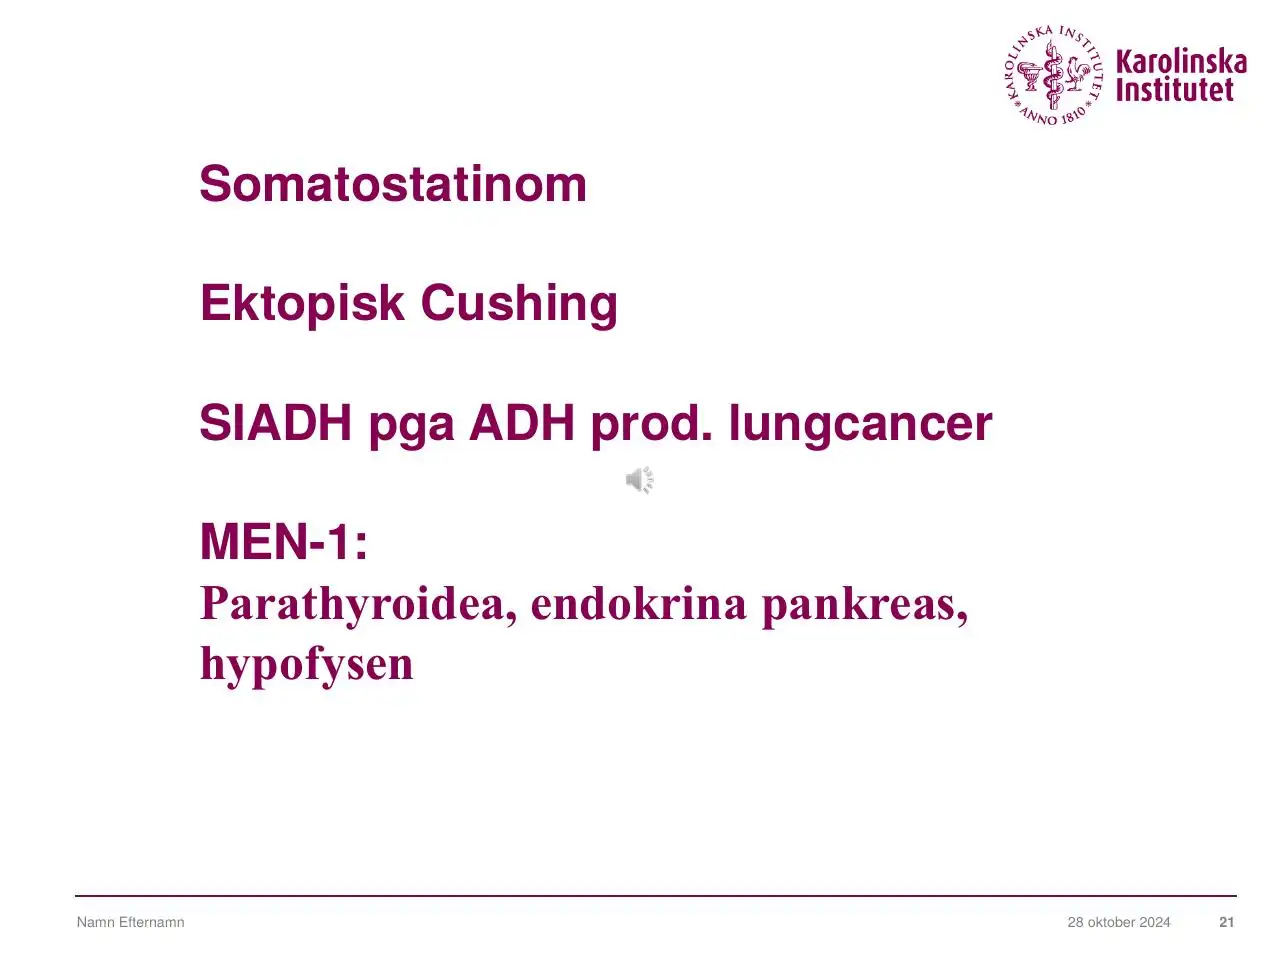 KAROLINSKA INSTITUTET
ANNO 1810
Karolinska
Institutet
Somatostatinom
Ektopisk Cushing
SIADH pga ADH prod. lungcancer
MEN-1:
Parathyroidea, endokrina pankreas,
hypofysen
Namn Efternamn
28 oktober 2024
21